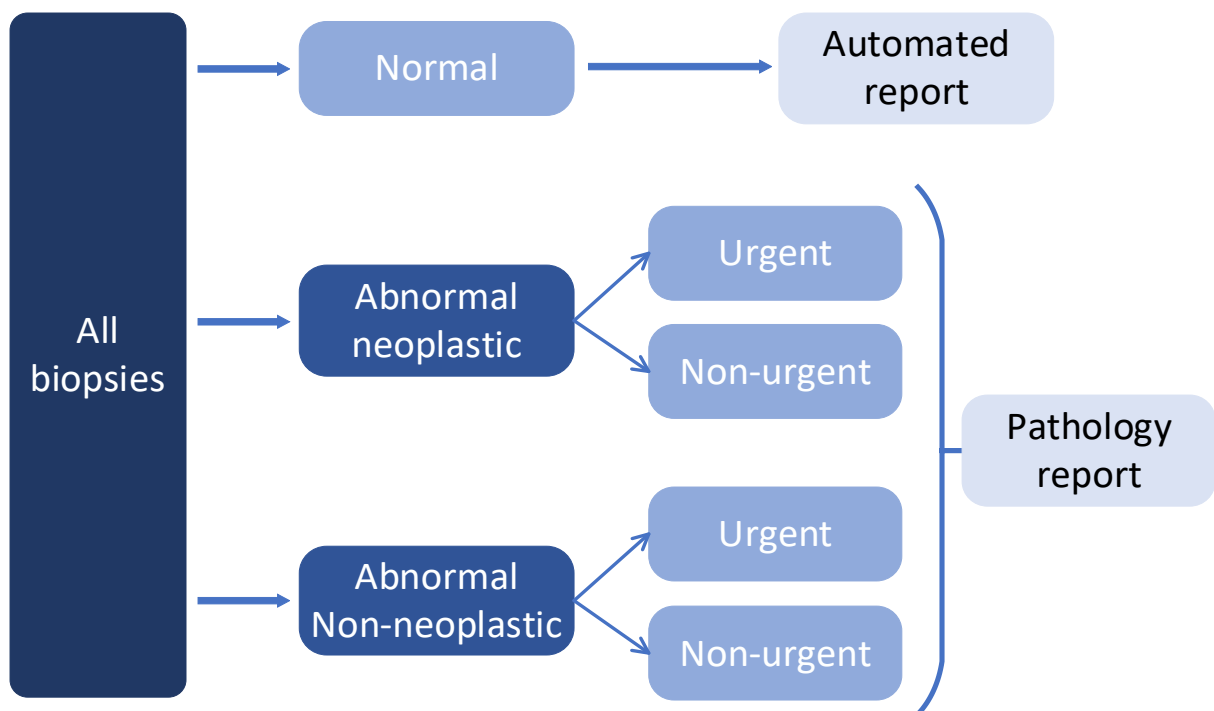 All
biopsies
Normal
Automated
report
Abnormal
neoplastic
Urgent
Non-urgent
Abnormal
Non-neoplastic
Urgent
Non-urgent
Pathology
report